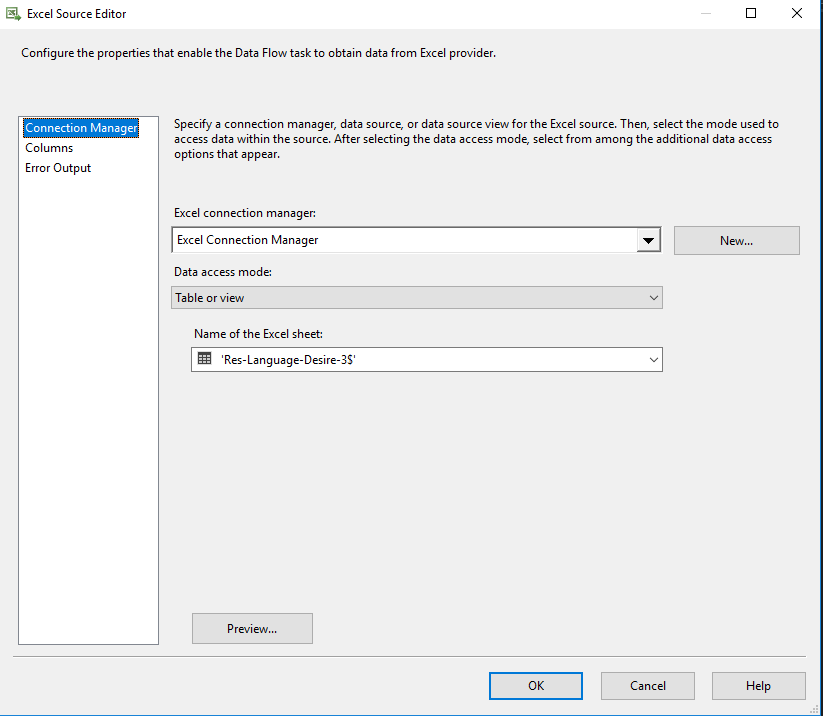 Excel Source Editor
Configure the properties that enable the Data Flow task to obtain data from Excel provider.
Connection Manager
Columns
Error Output
Specify a connection manager, data source, or data source view for the Excel source. Then, select the mode used to
access data within the source. After selecting the data access mode, select from among the additional data access
options that appear.
Excel connection manager:
Excel Connection Manager
New...
Data access mode:
Table or view
Name of the Excel sheet:
'Res-Language-Desire-3$'
Preview...
OK
Cancel
Help